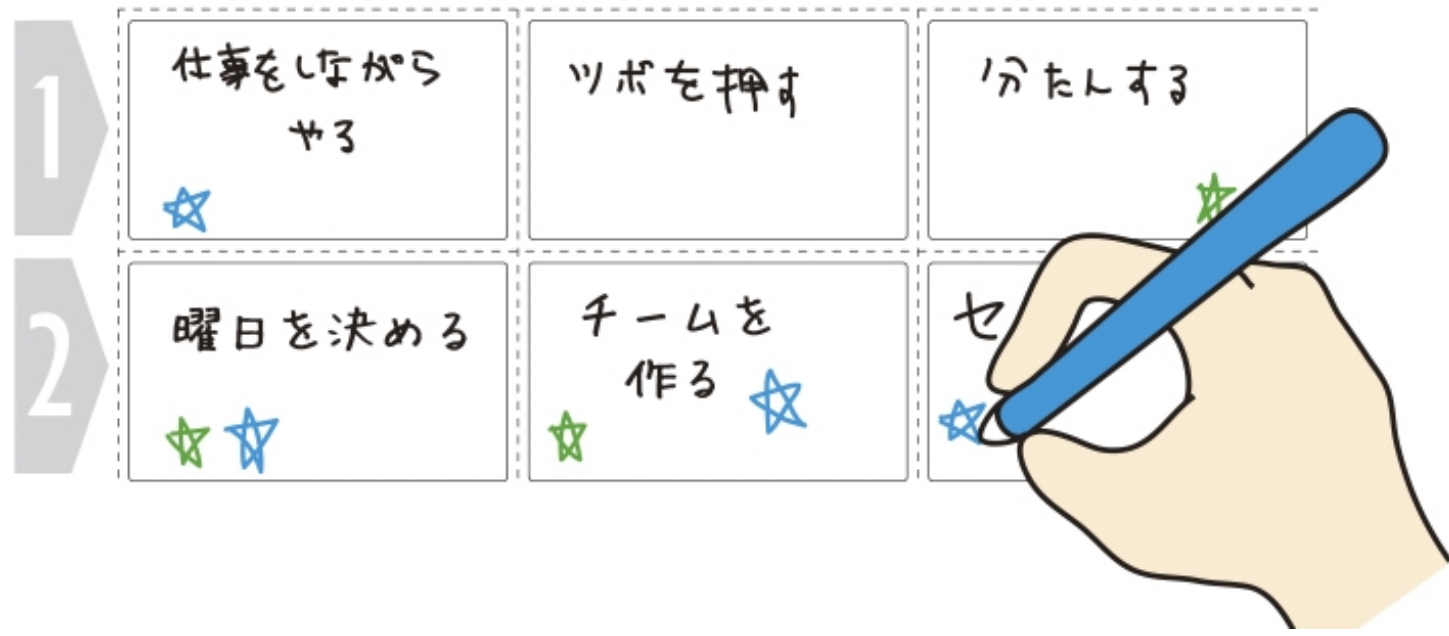 1
仕事をしながら
やる
ツボを押す
分たんする
2
曜日を決める
チームを
作る
セ